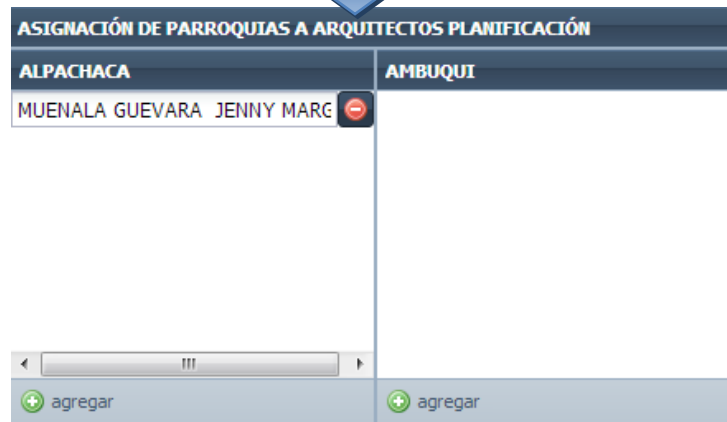 ASIGNACIÓN DE PARROQUIAS A ARQUITECTOS PLANIFICACIÓN
ALPACHACA
AMBUQUI
MUENALA GUEVARA JENNY MARG
agregar
agregar